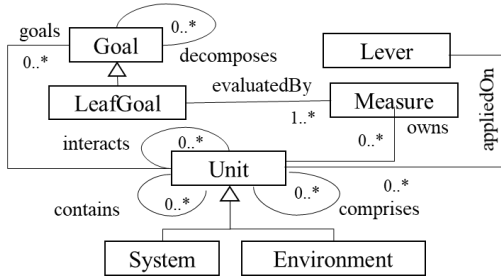 goals
0..*
Goal
0..*
decomposes
Lever
LeafGoal
evaluatedBy
1..*
Measure
owns
0..*
appliedOn
interacts
0..*
Unit
0..*
contains
0..*
0..*
comprises
System
Environment